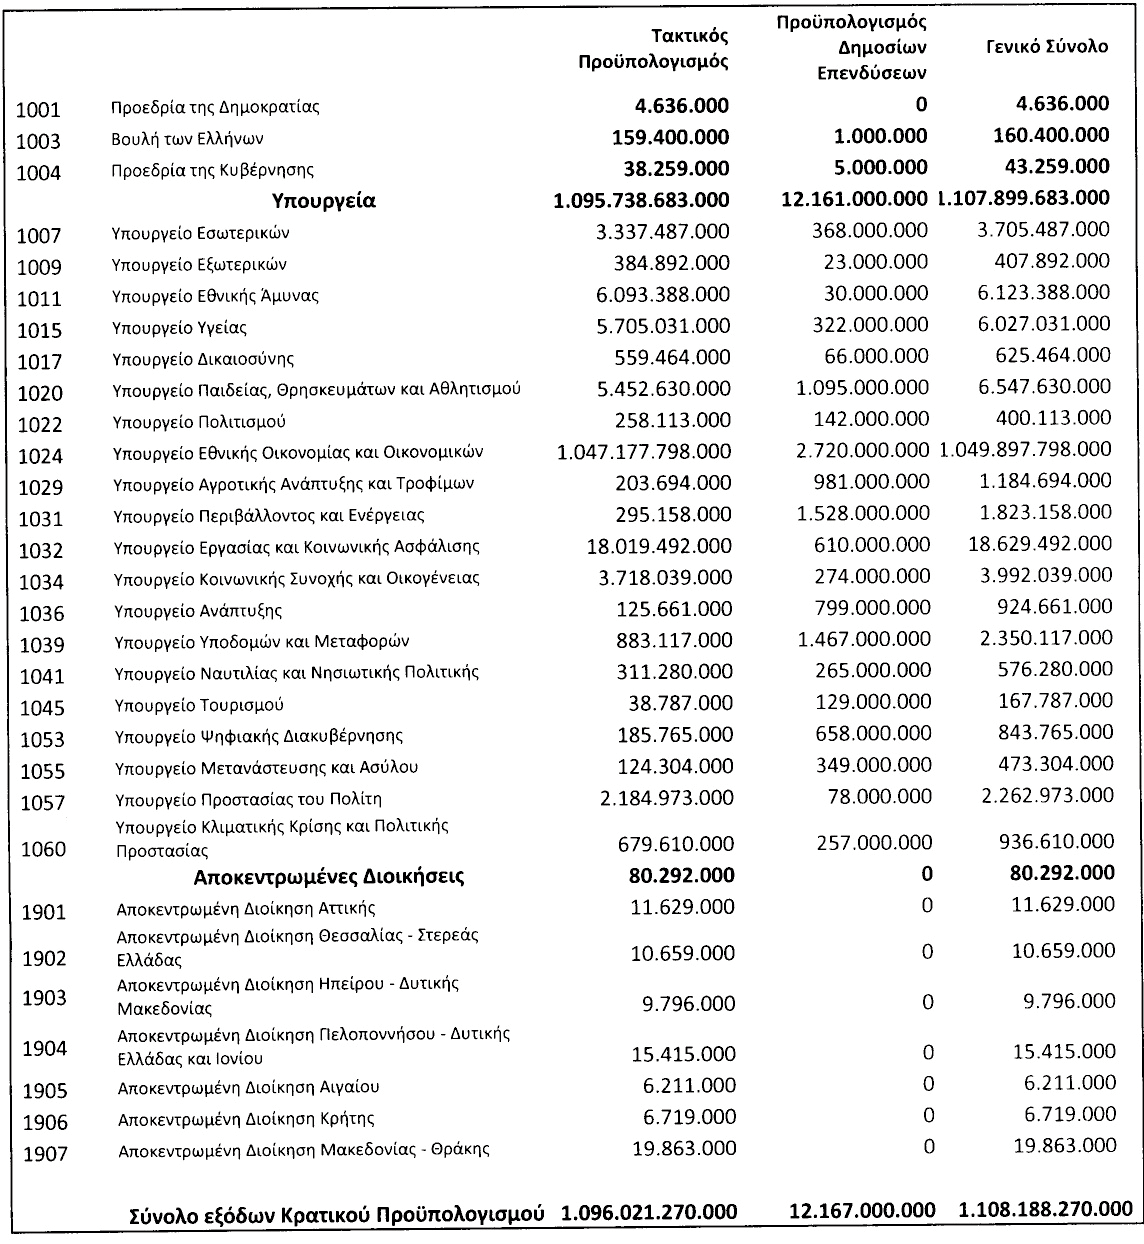 Τακτικός Προϋπολογισμός Προϋπολογισμός Δημοσίων Επενδύσεων Γενικό Σύνολο
1001 Προεδρία της Δημοκρατίας 4.636.000 0 4.636.000
1003 Βουλή των Ελλήνων 159.400.000 1.000.000 160.400.000
1004 Προεδρία της Κυβέρνησης 38.259.000 5.000.000 43.259.000
Υπουργεία 1.095.738.683.000 12.161.000.000 1.107.899.683.000
1007 Υπουργείο Εσωτερικών 3.337.487.000 368.000.000 3.705.487.000
1009 Υπουργείο Εξωτερικών 384.892.000 23.000.000 407.892.000
1011 Υπουργείο Εθνικής Άμυνας 6.093.388.000 30.000.000 6.123.388.000
1015 Υπουργείο Υγείας 5.705.031.000 322.000.000 6.027.031.000
1017 Υπουργείο Δικαιοσύνης 559.464.000 66.000.000 625.464.000
1020 Υπουργείο Παιδείας, Θρησκευμάτων και Αθλητισμού 5.452.630.000 1.095.000.000 6.547.630.000
1022 Υπουργείο Πολιτισμού 258.113.000 142.000.000 400.113.000
1024 Υπουργείο Εθνικής Οικονομίας και Οικονομικών 1.047.177.798.000 2.720.000.000 1.049.897.798.000
1029 Υπουργείο Αγροτικής Ανάπτυξης και Τροφίμων 203.694.000 981.000.000 1.184.694.000
1031 Υπουργείο Περιβάλλοντος και Ενέργειας 295.158.000 1.528.000.000 1.823.158.000
1032 Υπουργείο Εργασίας και Κοινωνικής Ασφάλισης 18.019.492.000 610.000.000 18.629.492.000
1034 Υπουργείο Κοινωνικής Συνοχής και Οικογένειας 3.718.039.000 274.000.000 3.992.039.000
1036 Υπουργείο Ανάπτυξης 125.661.000 799.000.000 924.661.000
1039 Υπουργείο Υποδομών και Μεταφορών 883.117.000 1.467.000.000 2.350.117.000
1041 Υπουργείο Ναυτιλίας και Νησιωτικής Πολιτικής 311.280.000 265.000.000 576.280.000
1045 Υπουργείο Τουρισμού 38.787.000 129.000.000 167.787.000
1053 Υπουργείο Ψηφιακής Διακυβέρνησης 185.765.000 658.000.000 843.765.000
1055 Υπουργείο Μετανάστευσης και Ασύλου 124.304.000 349.000.000 473.304.000
1057 Υπουργείο Προστασίας του Πολίτη 2.184.973.000 78.000.000 2.262.973.000
Υπουργείο Κλιματικής Κρίσης και Πολιτικής
1060 Προστασίας 679.610.000 257.000.000 936.610.000
Αποκεντρωμένες Διοικήσεις 80.292.000 0 80.292.000
1901 Αποκεντρωμένη Διοίκηση Αττικής 11.629.000 0 11.629.000
Αποκεντρωμένη Διοίκηση Θεσσαλίας - Στερεάς
1902 Ελλάδας 10.659.000 0 10.659.000
Αποκεντρωμένη Διοίκηση Ηπείρου - Δυτικής
1903 Μακεδονίας 9.796.000 0 9.796.000
Αποκεντρωμένη Διοίκηση Πελοποννήσου - Δυτικής
1904 Ελλάδας και Ιονίου 15.415.000 0 15.415.000
1905 Αποκεντρωμένη Διοίκηση Αιγαίου 6.211.000 0 6.211.000
1906 Αποκεντρωμένη Διοίκηση Κρήτης 6.719.000 0 6.719.000
1907 Αποκεντρωμένη Διοίκηση Μακεδονίας - Θράκης 19.863.000 0 19.863.000
Σύνολο εξόδων Κρατικού Προϋπολογισμού 1.096.021.270.000 12.167.000.000 1.108.188.270.000